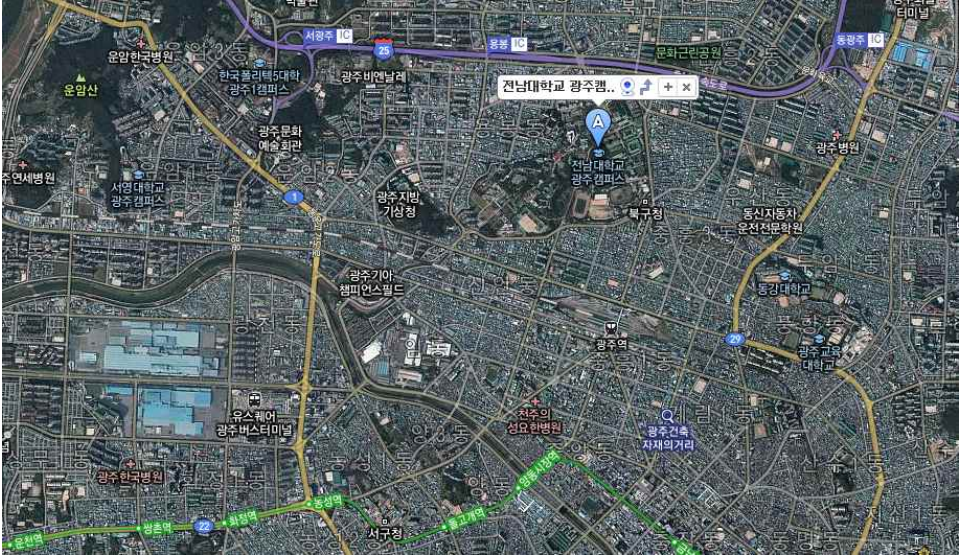 터미널
서광주 IC
25
용봉 IC
문화근린공원
동광주 IC
운암한국병원
한국폴리텍5대학
광주1캠퍼스
광주비엔날레
운암산
전남대학교 광주캠..
A
광주문화
예술회관
전남대학교
광주캠퍼스
광주병원
주연세병원
서영대학교
광주캠퍼스
1
광주지방
기상청
북구청
동신자동차
운전전문학원
광주기아
챔피언스필드
동강대학교
광주역
29
광주교육
대학교
유스퀘어
광주버스터미널
천주의
성요한병원
광주건축
자재의거리
광주한국병원
양동시장역
농성역
돌고개역
화정역
22
쌍촌역
운천역
서구청